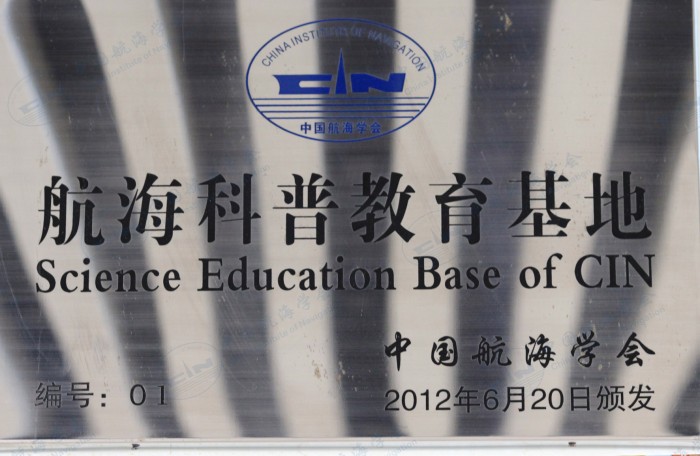 CHINA INSTITUTE OF NAVIGATION
CIN
中国航海学会
航海科普教育基地
Science Education Base of CIN
中国航海学会
编号：01
2012年6月20日颁发